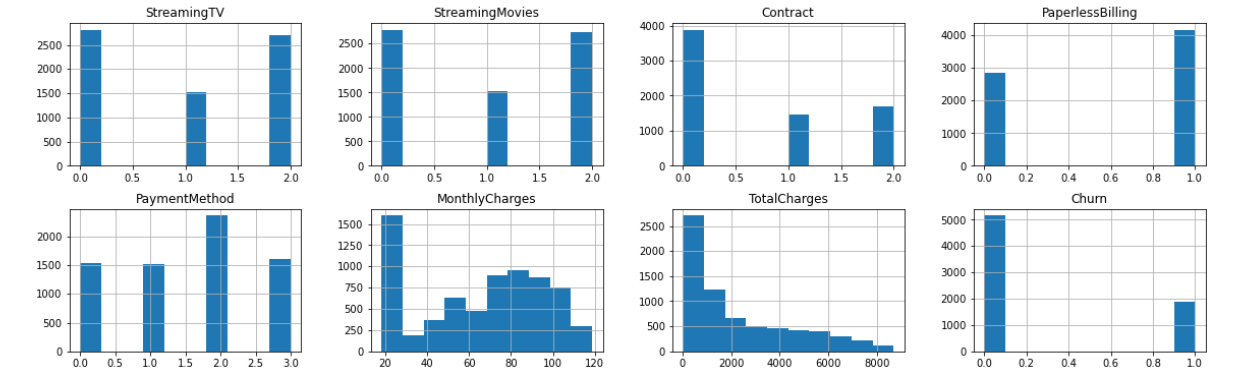 StreamingTV
StreamingMovies
Contract
PaperlessBilling
2500
2000
1500
1000
500
0
0.0 0.5 1.0 1.5 2.0
2500
2000
1500
1000
500
0
0.0 0.5 1.0 1.5 2.0
4000
3000
2000
1000
0
0.0 0.5 1.0 1.5 2.0
4000
3000
2000
1000
0
0.0 0.2 0.4 0.6 0.8 1.0
PaymentMethod
MonthlyCharges
TotalCharges
Churn
2000
1500
1000
500
0
0.0 0.5 1.0 1.5 2.0 2.5 3.0
1500
1250
1000
750
500
250
0
20 40 60 80 100 120
2500
2000
1500
1000
500
0
0 2000 4000 6000 8000
5000
4000
3000
2000
1000
0
0.0 0.2 0.4 0.6 0.8 1.0